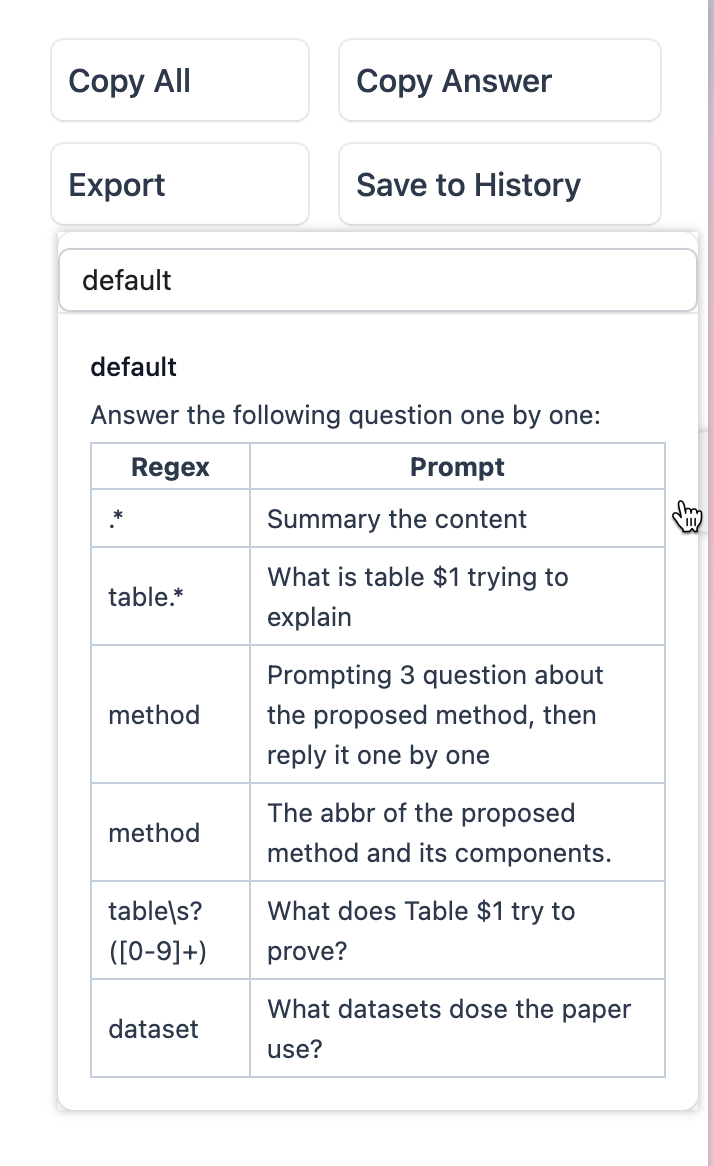 Copy All
Copy Answer
Export
Save to History
default
default
Answer the following question one by one:
Regex
Prompt
.*
Summary the content
table.*
What is table $1 trying to
explain
method
Prompting 3 question about
the proposed method, then
reply it one by one
method
The abbr of the proposed
method and its components.
table\s?
([0-9]+)
What does Table $1 try to
prove?
dataset
What datasets dose the paper
use?